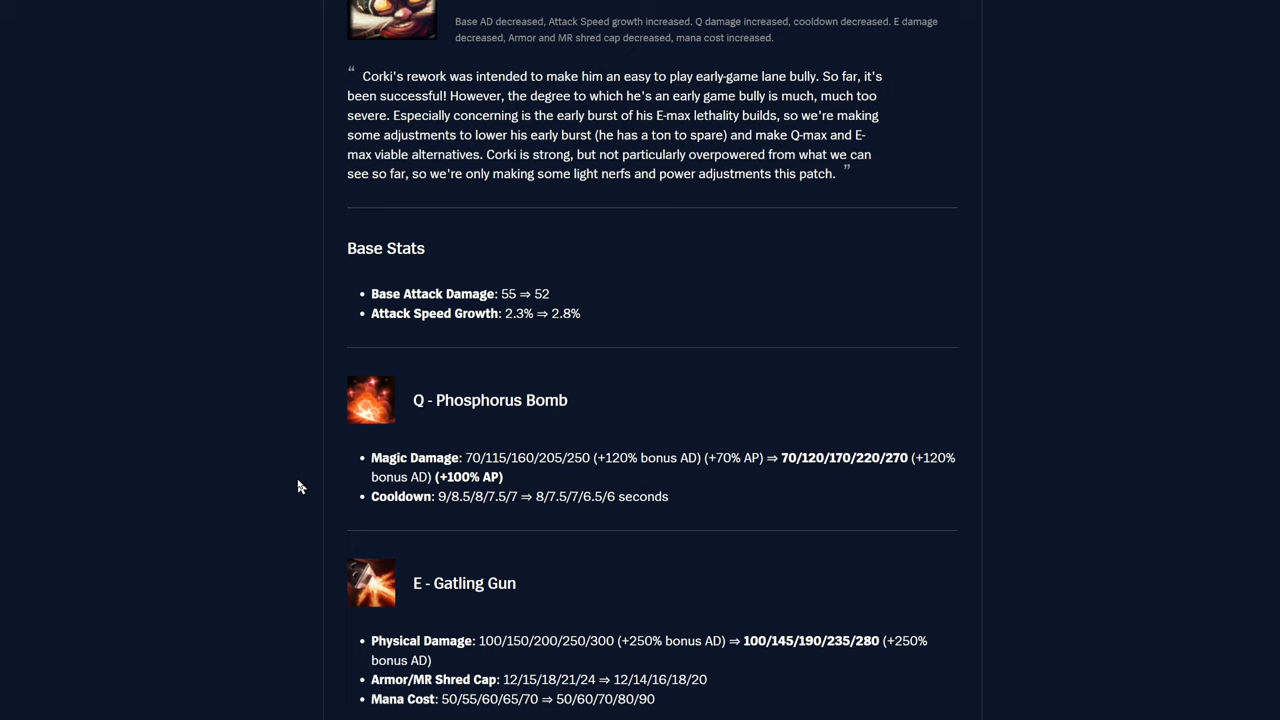 Base AD decreased, Attack Speed growth increased. Q damage increased, cooldown decreased. E damage
decreased, Armor and MR shred cap decreased, mana cost increased.
“ Corki's rework was intended to make him an easy to play early-game lane bully. So far, it's
been successful! However, the degree to which he's an early game bully is much, much too
severe. Especially concerning is the early burst of his E-max lethality builds, so we're making
some adjustments to lower his early burst (he has a ton to spare) and make Q-max and E-
max viable alternatives. Corki is strong, but not particularly overpowered from what we can
see so far, so we're only making some light nerfs and power adjustments this patch. ”
Base Stats
• Base Attack Damage: 55 ⇒ 52
• Attack Speed Growth: 2.3% ⇒ 2.8%
Q - Phosphorus Bomb
• Magic Damage: 70/115/160/205/250 (+120% bonus AD) (+70% AP) ⇒ 70/120/170/220/270 (+120%
bonus AD) (+100% AP)
• Cooldown: 9/8.5/8/7.5/7 ⇒ 8/7.5/7/6.5/6 seconds
E - Gatling Gun
• Physical Damage: 100/150/200/250/300 (+250% bonus AD) ⇒ 100/145/190/235/280 (+250%
bonus AD)
• Armor/MR Shred Cap: 12/15/18/21/24 ⇒ 12/14/16/18/20
• Mana Cost: 50/55/60/65/70 ⇒ 50/60/70/80/90